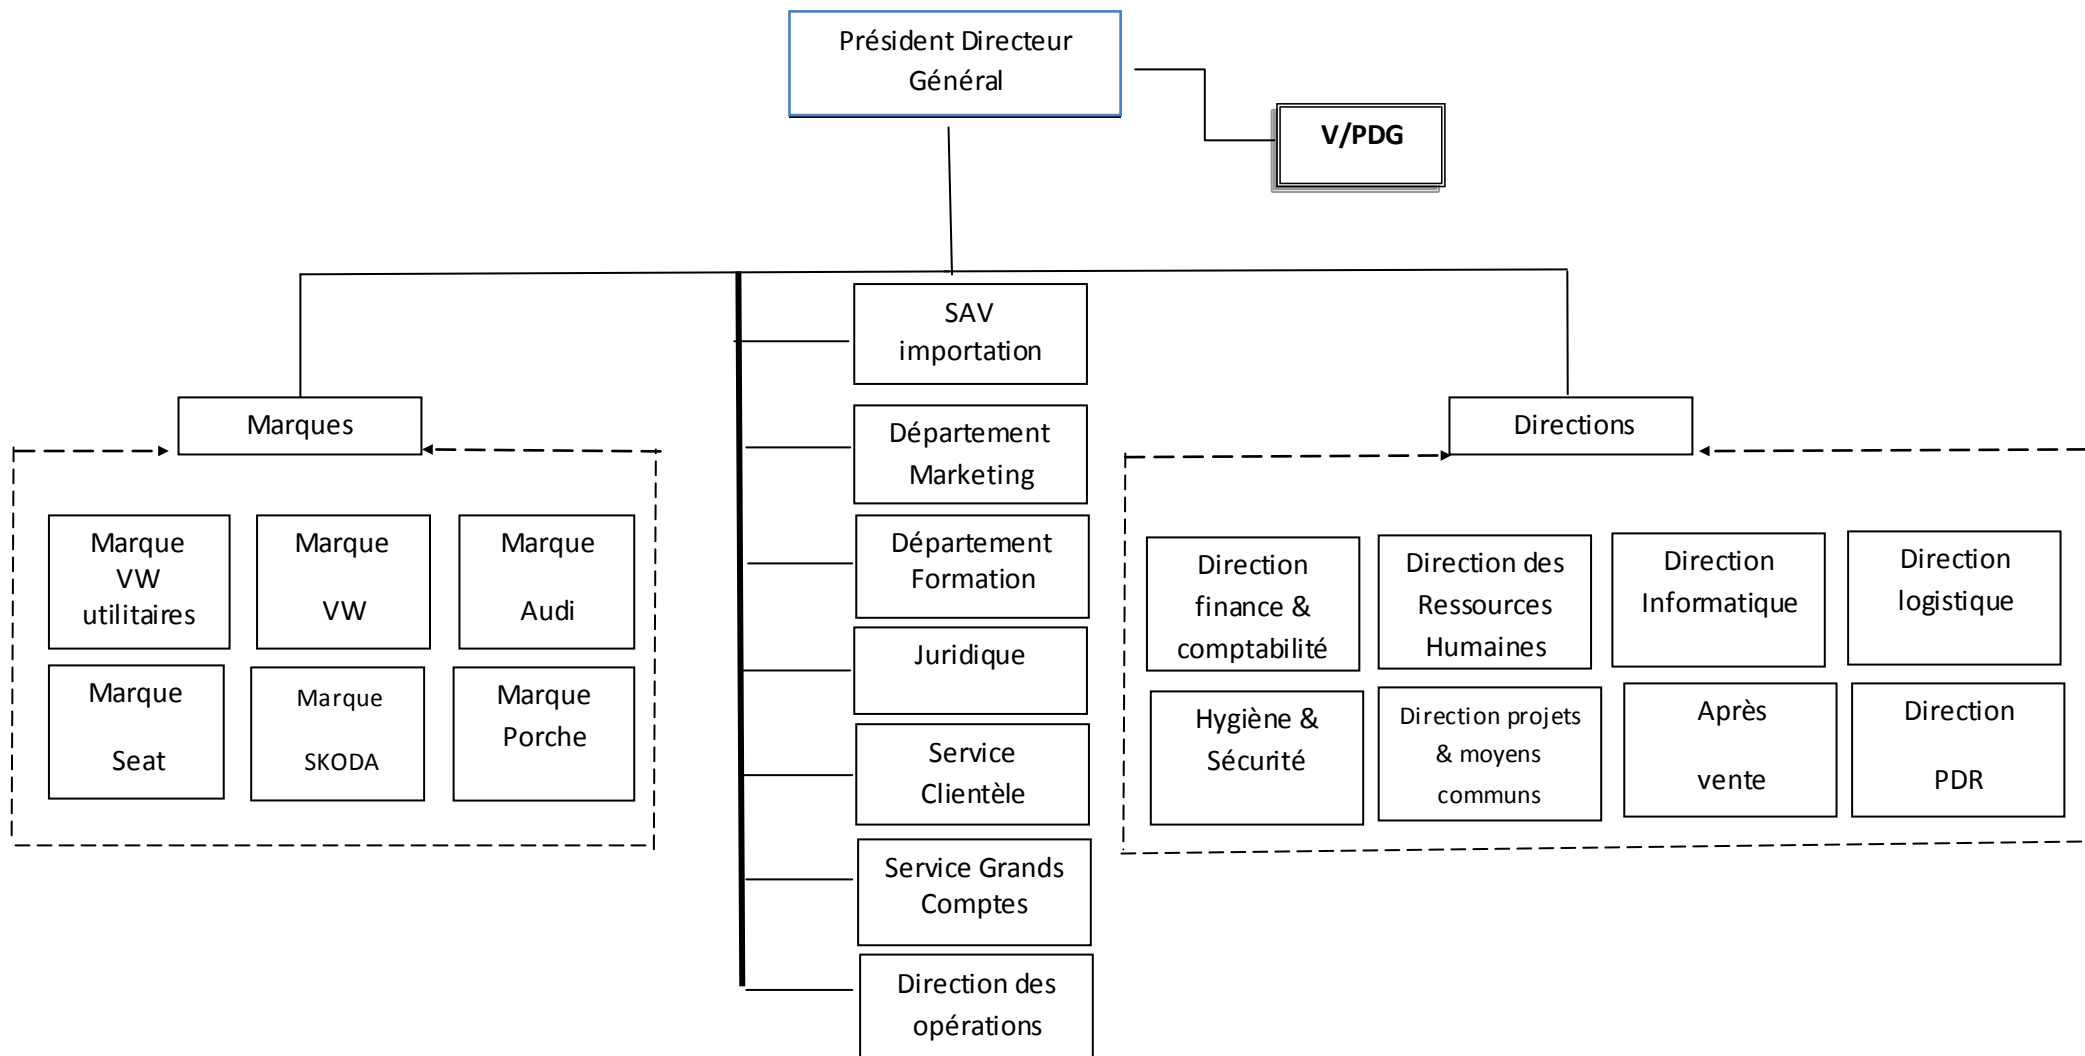 Président Directeur
Général
V/PDG
SAV
importation
Département
Marketing
Département
Formation
Juridique
Service
Clientèle
Service Grands
Comptes
Direction des
opérations
Marques
Marque
VW
utilitaires
Marque
VW
Marque
Audi
Marque
Seat
Marque
SKODA
Marque
Porche
Directions
Direction
finance &
comptabilité
Direction des
Ressources
Humaines
Direction
Informatique
Direction
logistique
Hygiène &
Sécurité
Direction projets
& moyens
communs
Après
vente
Direction
PDR